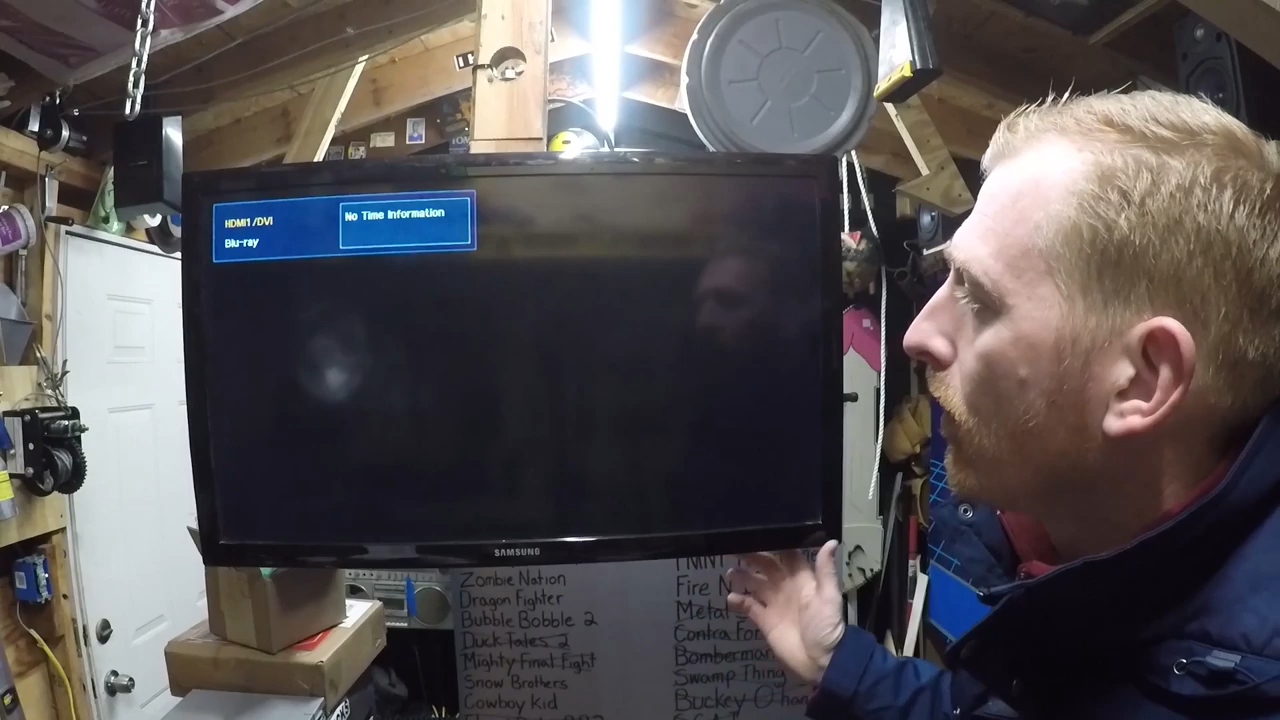 HDMI1/DVI
Blu-ray
No Time Information
SAMSUNG
Zombie Nation
Dragon Fighter
Bubble Bobble 2
Duck Tales 2
Mighty Final Fight
Snow Brothers
Cowboy Kid
Fire
Metal
Contra For
Bomberman
Swamp Thing
Buckey O'hare